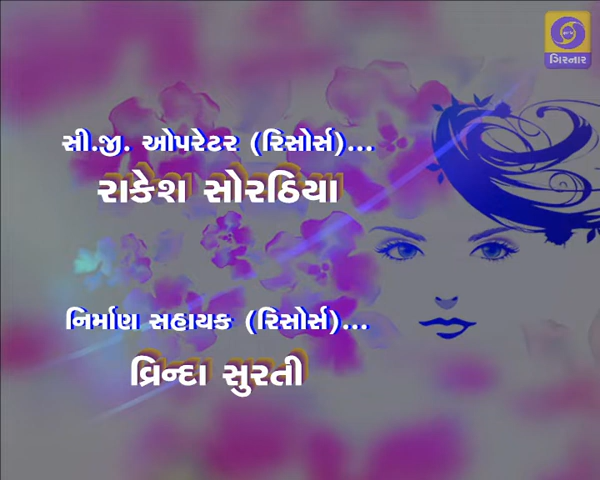 ગિરનાર
સી.જી. ઓપરેટર (રિસોર્સ)...
રાકેશ સોરઠિયા
નિર્માણ સહાયક (રિસોર્સ)...
વ્રિન્દા સુરતી